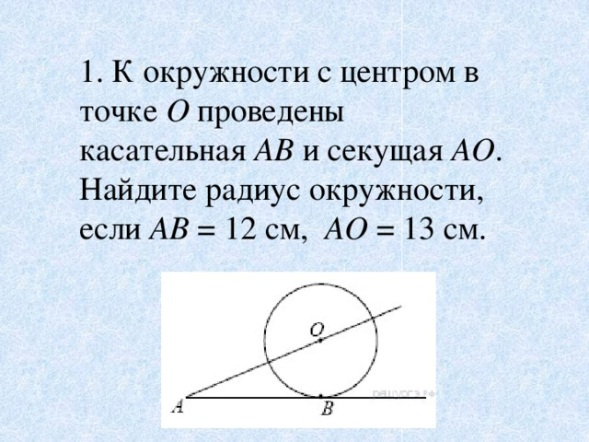 1. К окружности с центром в
точке O проведены
касательная AB и секущая AO.
Найдите радиус окружности,
если AB = 12 см, AO = 13 см.
O
A
B